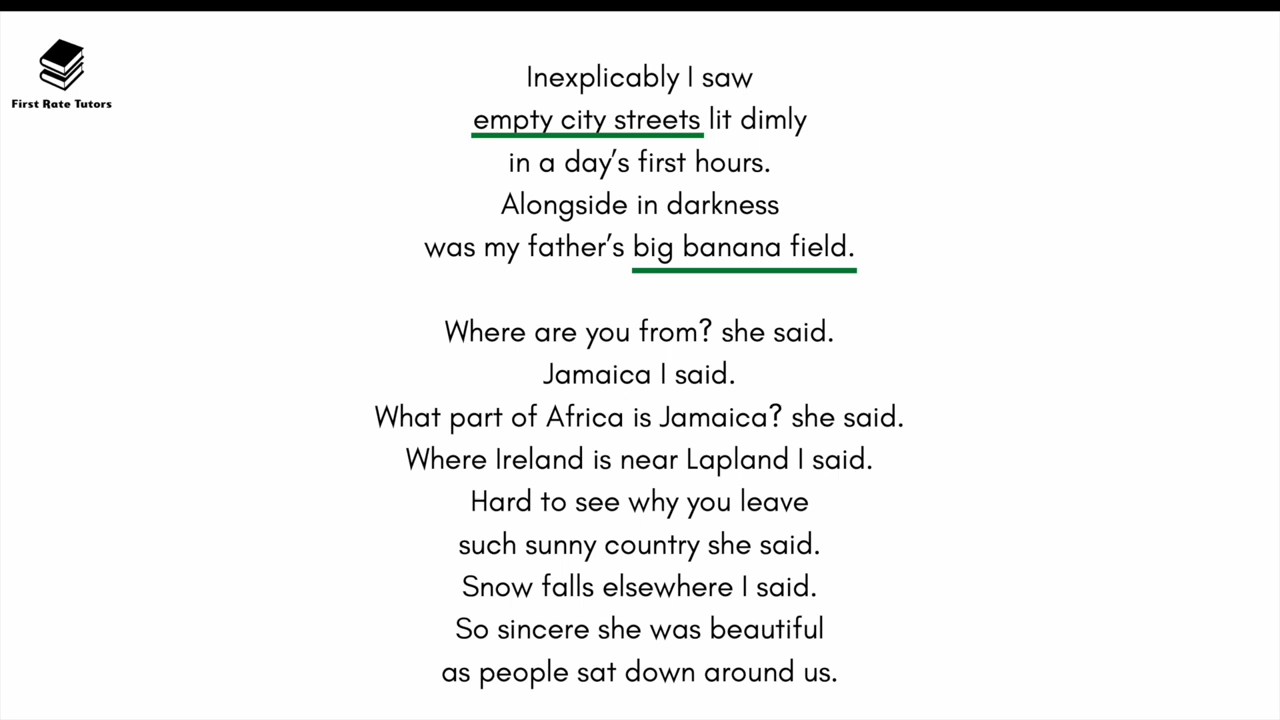 First Rate Tutors
Inexplicably I saw
empty city streets lit dimly
in a day's first hours.
Alongside in darkness
was my father's big banana field.
Where are you from? she said.
Jamaica I said.
What part of Africa is Jamaica? she said.
Where Ireland is near Lapland I said.
Hard to see why you leave
such sunny country she said.
Snow falls elsewhere I said.
So sincere she was beautiful
as people sat down around us.